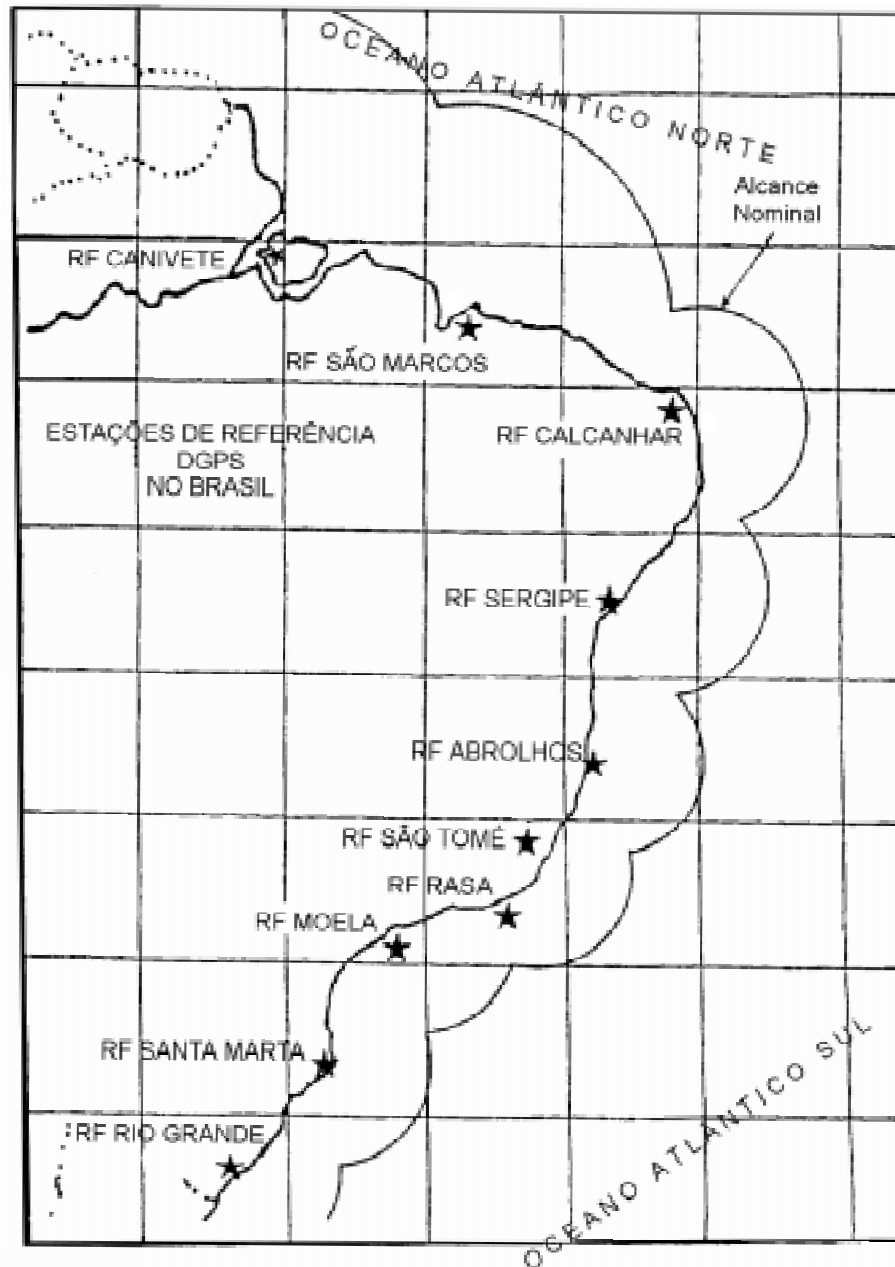 OCEANO ATLÂNTICO NORTE
Alcance
Nominal
RF CANIVETE
RF SÃO MARCOS
ESTAÇÕES DE REFERÊNCIA
DGPS
NO BRASIL
RF CALCANHAR
RF SERGIPE
RF ABROLHOS
RF SÃO TOMÉ
RF RASA
RF MOELA
RF SANTA MARTA
RF RIO GRANDE
OCEANO ATLÂNTICO SUL